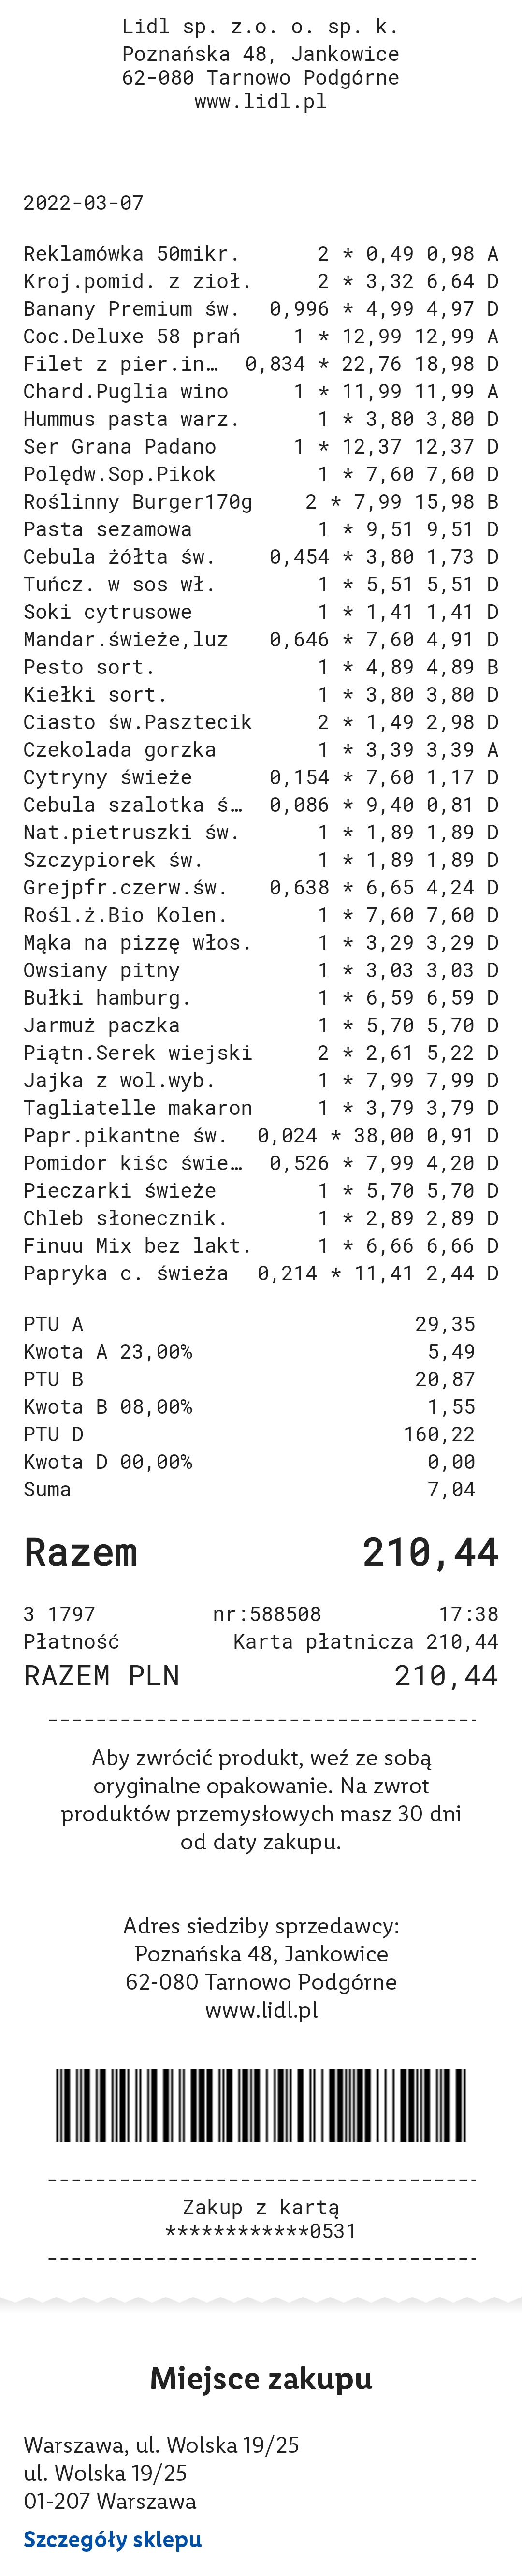 Lidl sp. z.o. o. sp. k.
Poznańska 48, Jankowice
62-080 Tarnowo Podgórne
www.lidl.pl
2022-03-07
Reklamówka 50mikr. 2 * 0,49 0,98 A
Kroj.pomid. z zioł. 2 * 3,32 6,64 D
Banany Premium św. 0,996 * 4,99 4,97 D
Coc.Deluxe 58 prań 1 * 12,99 12,99 A
Filet z pier.in… 0,834 * 22,76 18,98 D
Chard.Puglia wino 1 * 11,99 11,99 A
Hummus pasta warz. 1 * 3,80 3,80 D
Ser Grana Padano 1 * 12,37 12,37 D
Polędw.Sop.Pikok 1 * 7,60 7,60 D
Roślinny Burger170g 2 * 7,99 15,98 B
Pasta sezamowa 1 * 9,51 9,51 D
Cebula żółta św. 0,454 * 3,80 1,73 D
Tuńcz. w sos wł. 1 * 5,51 5,51 D
Soki cytrusowe 1 * 1,41 1,41 D
Mandar.świeże,luz 0,646 * 7,60 4,91 D
Pesto sort. 1 * 4,89 4,89 B
Kiełki sort. 1 * 3,80 3,80 D
Ciasto św.Pasztecik 2 * 1,49 2,98 D
Czekolada gorzka 1 * 3,39 3,39 A
Cytryny świeże 0,154 * 7,60 1,17 D
Cebula szalotka ś… 0,086 * 9,40 0,81 D
Nat.pietruszki św. 1 * 1,89 1,89 D
Szczypiorek św. 1 * 1,89 1,89 D
Grejpfr.czerw.św. 0,638 * 6,65 4,24 D
Rośl.ż.Bio Kolen. 1 * 7,60 7,60 D
Mąka na pizzę włos. 1 * 3,29 3,29 D
Owsiany pitny 1 * 3,03 3,03 D
Bułki hamburg. 1 * 6,59 6,59 D
Jarmuż paczka 1 * 5,70 5,70 D
Piątn.Serek wiejski 2 * 2,61 5,22 D
Jajka z wol.wyb. 1 * 7,99 7,99 D
Tagliatelle makaron 1 * 3,79 3,79 D
Papr.pikantne św. 0,024 * 38,00 0,91 D
Pomidor kiśc świe… 0,526 * 7,99 4,20 D
Pieczarki świeże 1 * 5,70 5,70 D
Chleb słonecznik. 1 * 2,89 2,89 D
Finuu Mix bez lakt. 1 * 6,66 6,66 D
Papryka c. świeża 0,214 * 11,41 2,44 D
PTU A 29,35
Kwota A 23,00% 5,49
PTU B 20,87
Kwota B 08,00% 1,55
PTU D 160,22
Kwota D 00,00% 0,00
Suma 7,04
Razem 210,44
3 1797 nr:588508 17:38
Płatność Karta płatnicza 210,44
RAZEM PLN 210,44
Aby zwrócić produkt, weź ze sobą
oryginalne opakowanie. Na zwrot
produktów przemysłowych masz 30 dni
od daty zakupu.
Adres siedziby sprzedawcy:
Poznańska 48, Jankowice
62-080 Tarnowo Podgórne
www.lidl.pl
Zakup z kartą
************0531
Miejsce zakupu
Warszawa, ul. Wolska 19/25
ul. Wolska 19/25
01-207 Warszawa
Szczegóły sklepu